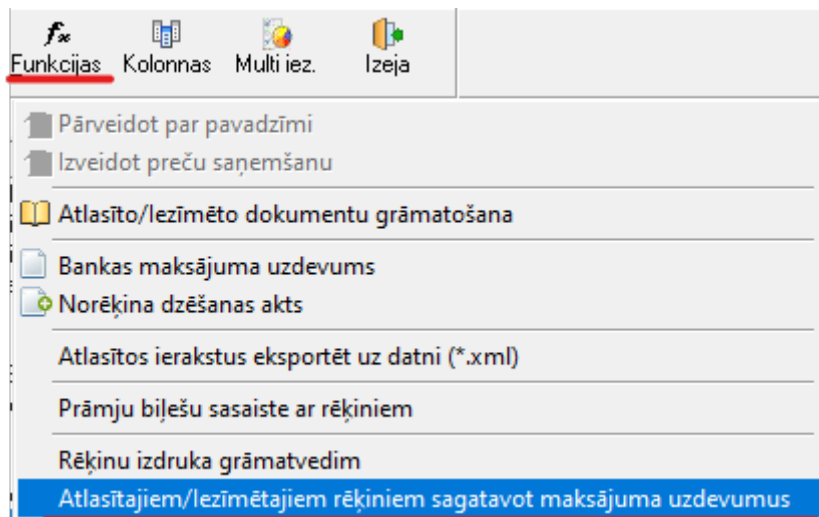 Funkcijas Kolonnas Multi iez. Izeja
Pārveidot par pavadzīmi
Izveidot preču saņemšanu
Atlasīto/lezīmēto dokumentu grāmatošana
Bankas maksājuma uzdevums
Norēķina dzēšanas akts
Atlasītos ierakstus eksportēt uz datni (*.xml)
Prāmju biļešu sasaiste ar rēķiniem
Rēķinu izdruka grāmatvedim
Atlasītajiem/lezīmētajiem rēķiniem sagatavot maksājuma uzdevumus